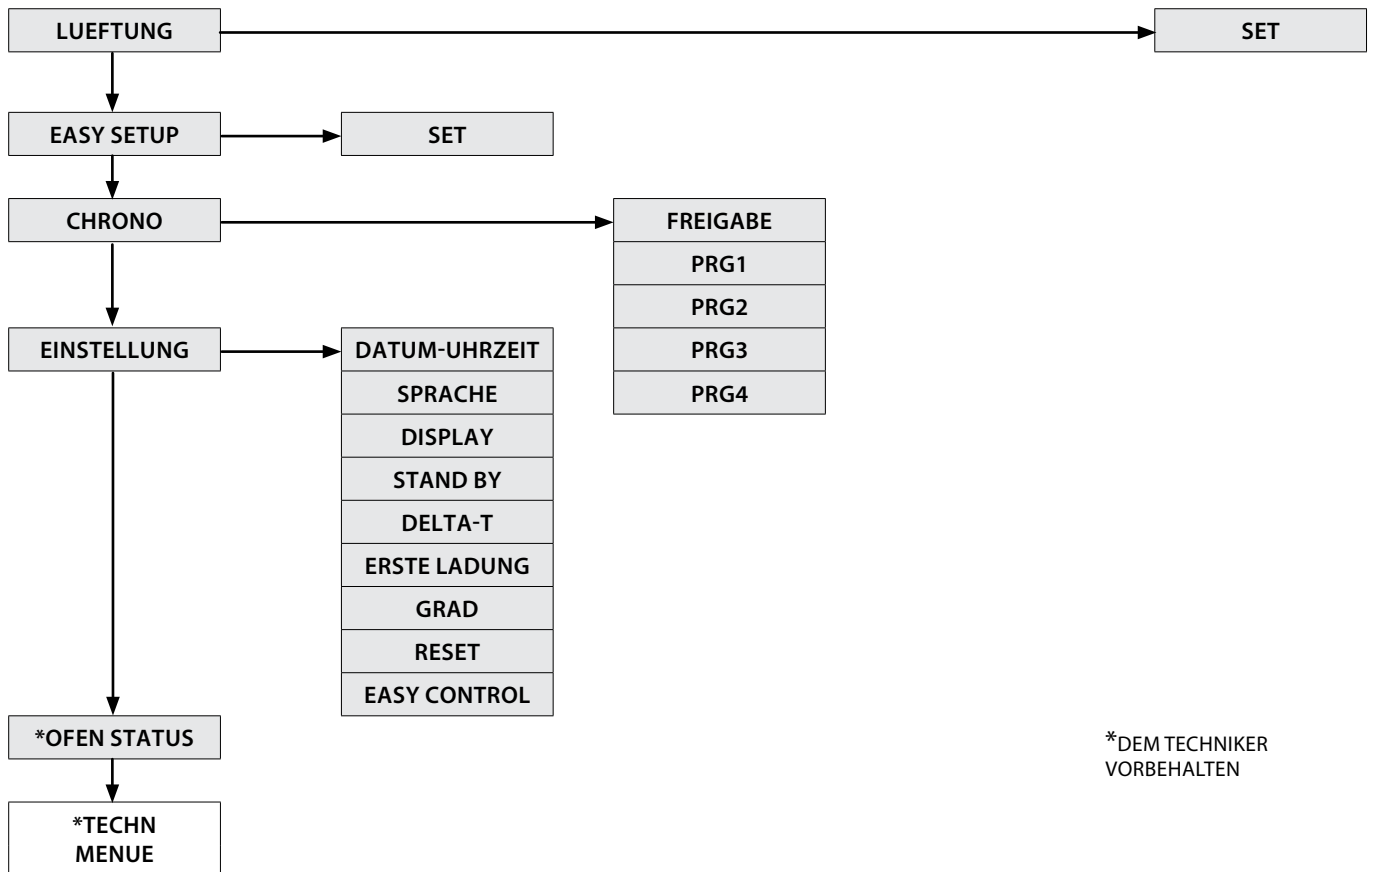 LUEFTUNG
SET
EASY SETUP
SET
CHRONO
FREIGABE
PRG1
PRG2
PRG3
PRG4
EINSTELLUNG
DATUM-UHRZEIT
SPRACHE
DISPLAY
STAND BY
DELTA-T
ERSTE LADUNG
GRAD
RESET
EASY CONTROL
*OFEN STATUS
*DEM TECHNIKER
VORBEHALTEN
*TECHN
MENUE